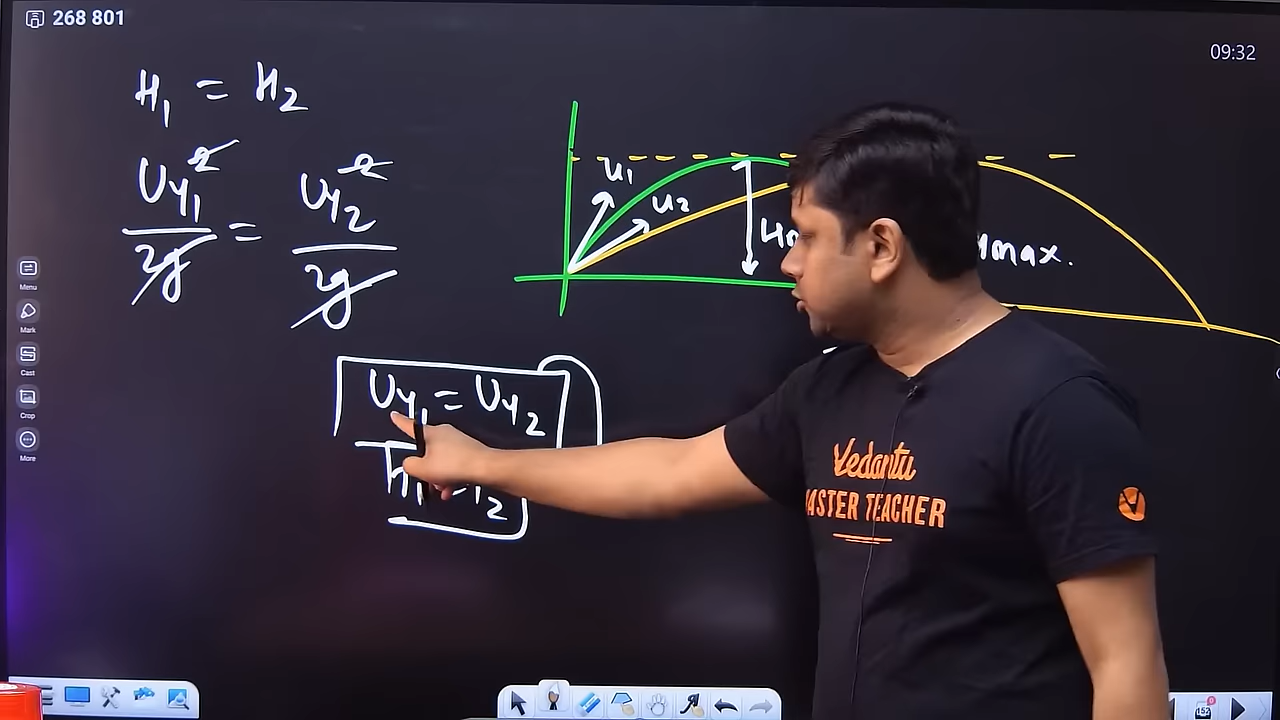 268 801
09:32
H₁ = H₂
Uy₁² / 2g = Uy₂² / 2g
u₁
u₂
max.
Uy₁ = Uy₂
Menu
Mark
Cast
Crop
More
Vedantu
MASTER TEACHER
V